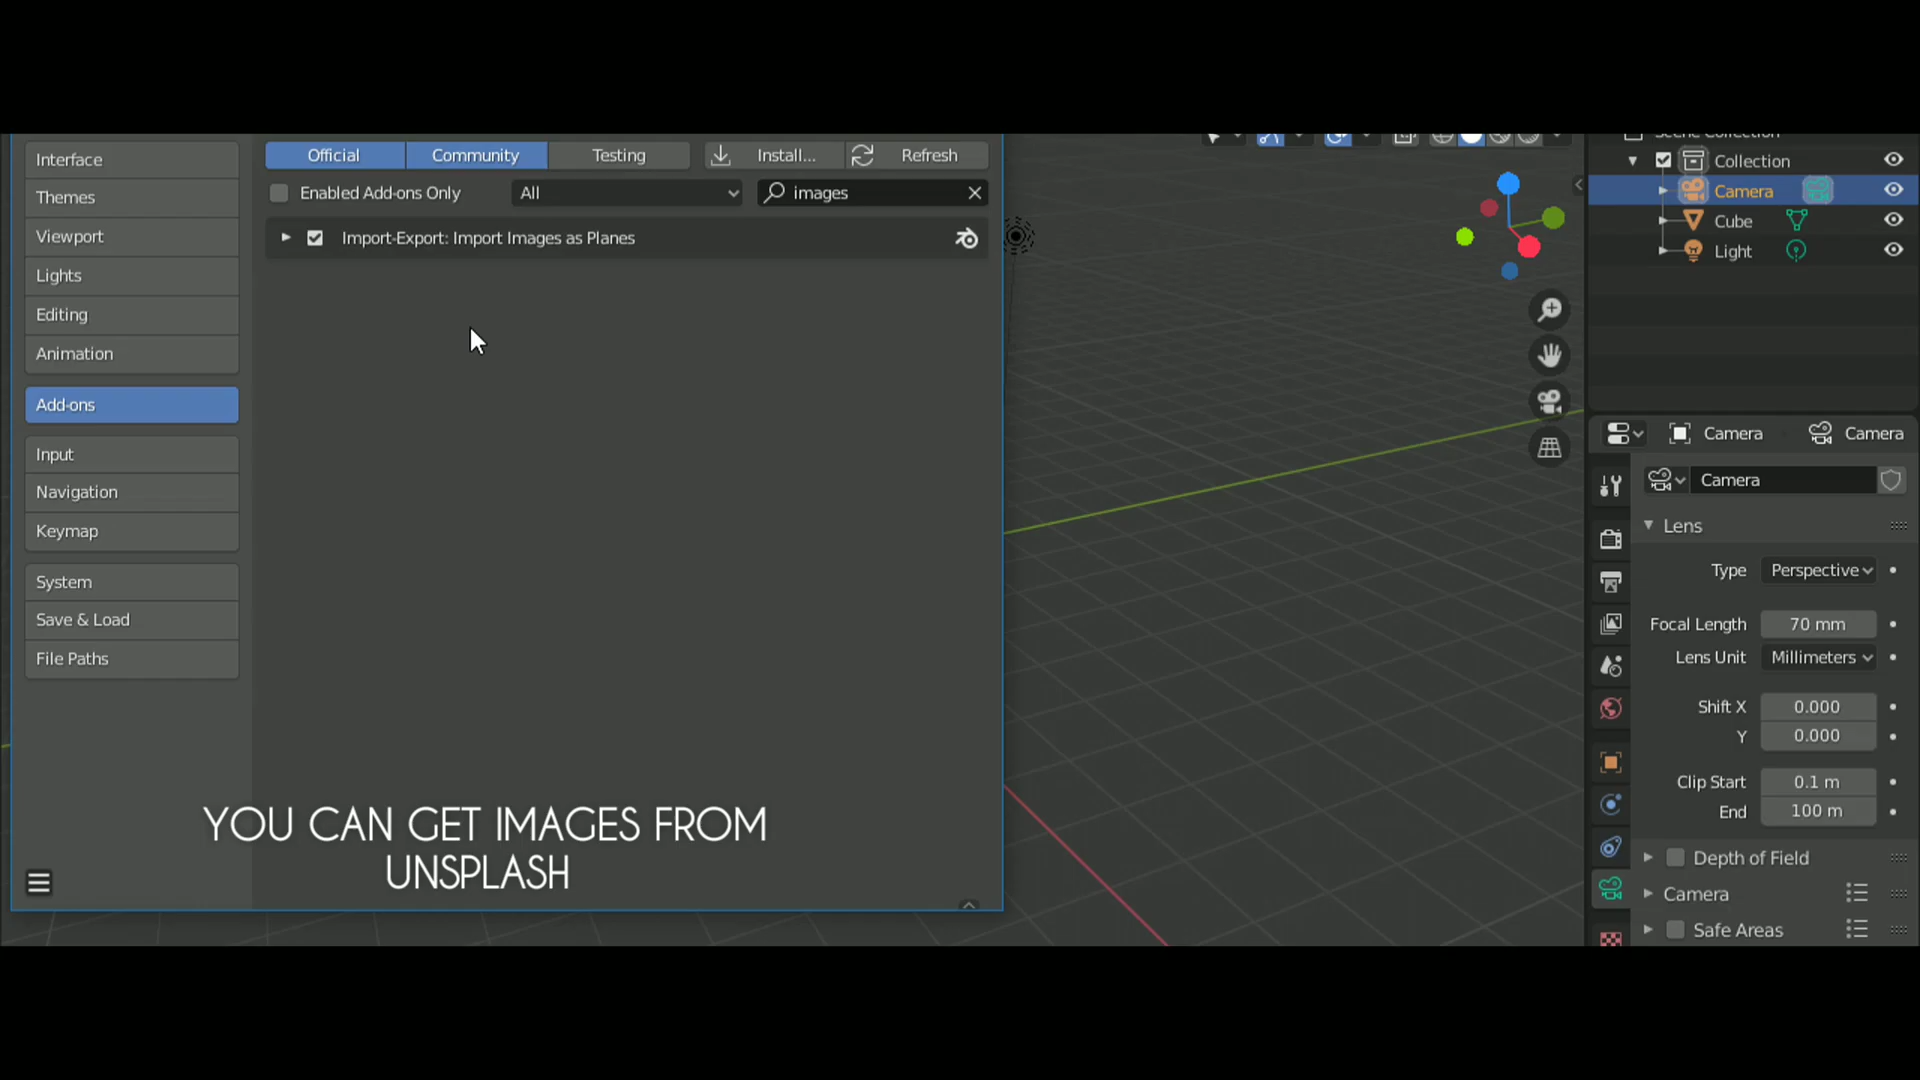 Interface
Themes
Viewport
Lights
Editing
Animation
Add-ons
Input
Navigation
Keymap
System
Save & Load
File Paths
Official Community Testing Install... Refresh
Enabled Add-ons Only All images
Import-Export: Import Images as Planes
YOU CAN GET IMAGES FROM
UNSPLASH
Scene Collection
Collection
Camera
Cube
Light
Camera Camera
Camera
Lens
Type Perspective
Focal Length 70 mm
Lens Unit Millimeters
Shift X 0.000
Y 0.000
Clip Start 0.1 m
End 100 m
Depth of Field
Camera
Safe Areas